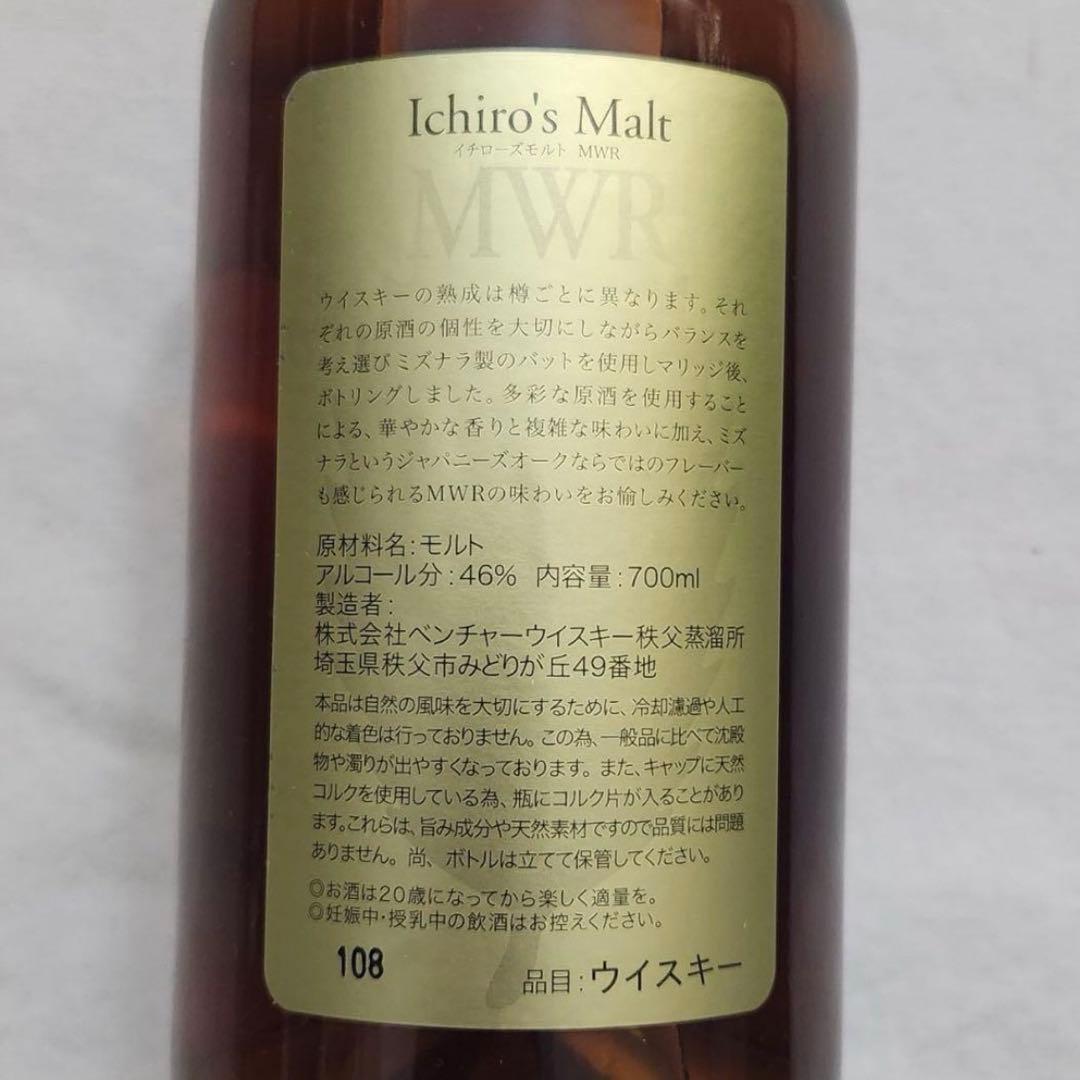 Ichiro's Malt
イチローズモルト MWR
MWR
ウイスキーの熟成は樽ごとに異なります。それ
ぞれの原酒の個性を大切にしながらバランスを
考え選びミズナラ製のバットを使用しマリッジ後、
ボトリングしました。多彩な原酒を使用すること
による、華やかな香りと複雑な味わいに加え、ミズ
ナラというジャパニーズオークならではのフレーバー
も感じられるMWRの味わいをお愉しみください。
原材料名:モルト
アルコール分:46% 内容量:700ml
製造者:
株式会社ベンチャーウイスキー秩父蒸溜所
埼玉県秩父市みどりが丘49番地
本品は自然の風味を大切にするために、冷却濾過や人工
的な着色は行っておりません。この為、一般品に比べて沈殿
物や濁りが出やすくなっております。また、キャップに天然
コルクを使用している為、瓶にコルク片が入ることがあり
ます。これらは、旨み成分や天然素材ですので品質には問題
ありません。尚、ボトルは立てて保管してください。
◎お酒は20歳になってから楽しく適量を。
◎妊娠中・授乳中の飲酒はお控えください。
108
品目:ウイスキー